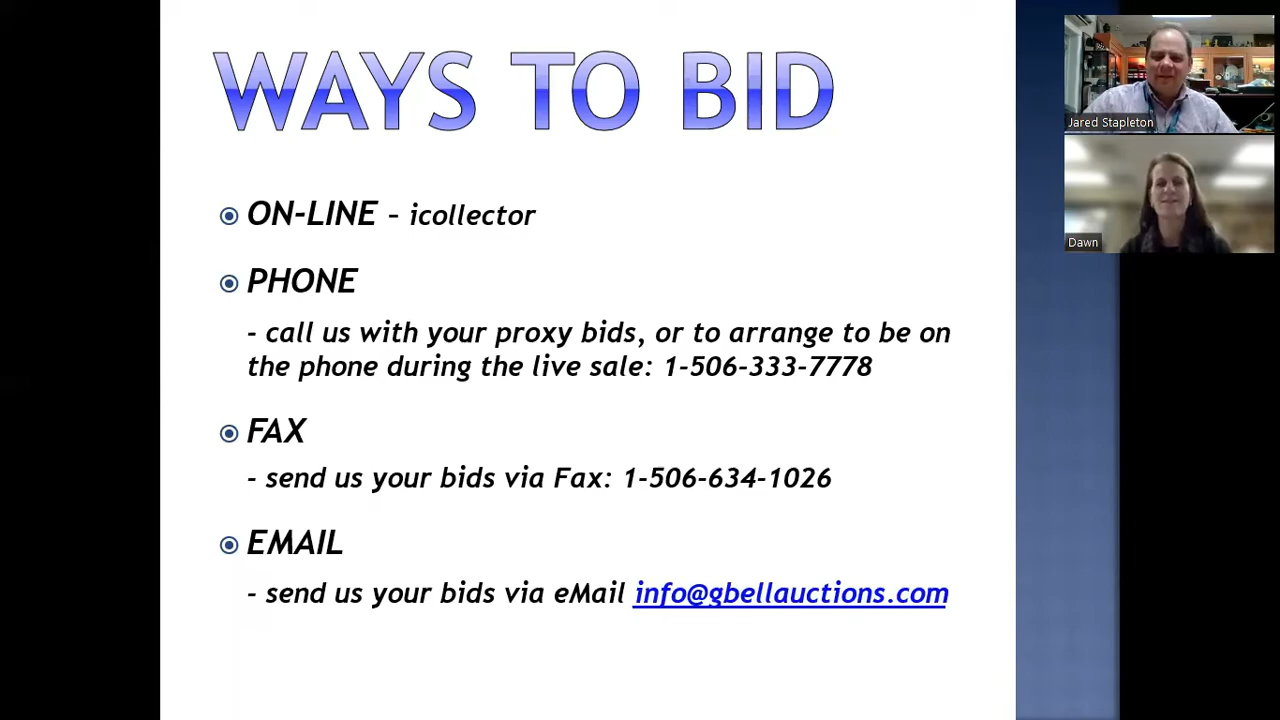 WAYS TO BID
ON-LINE – icollector
PHONE
- call us with your proxy bids, or to arrange to be on
the phone during the live sale: 1-506-333-7778
FAX
- send us your bids via Fax: 1-506-634-1026
EMAIL
- send us your bids via eMail info@gbellauctions.com
Jared Stapleton
Dawn